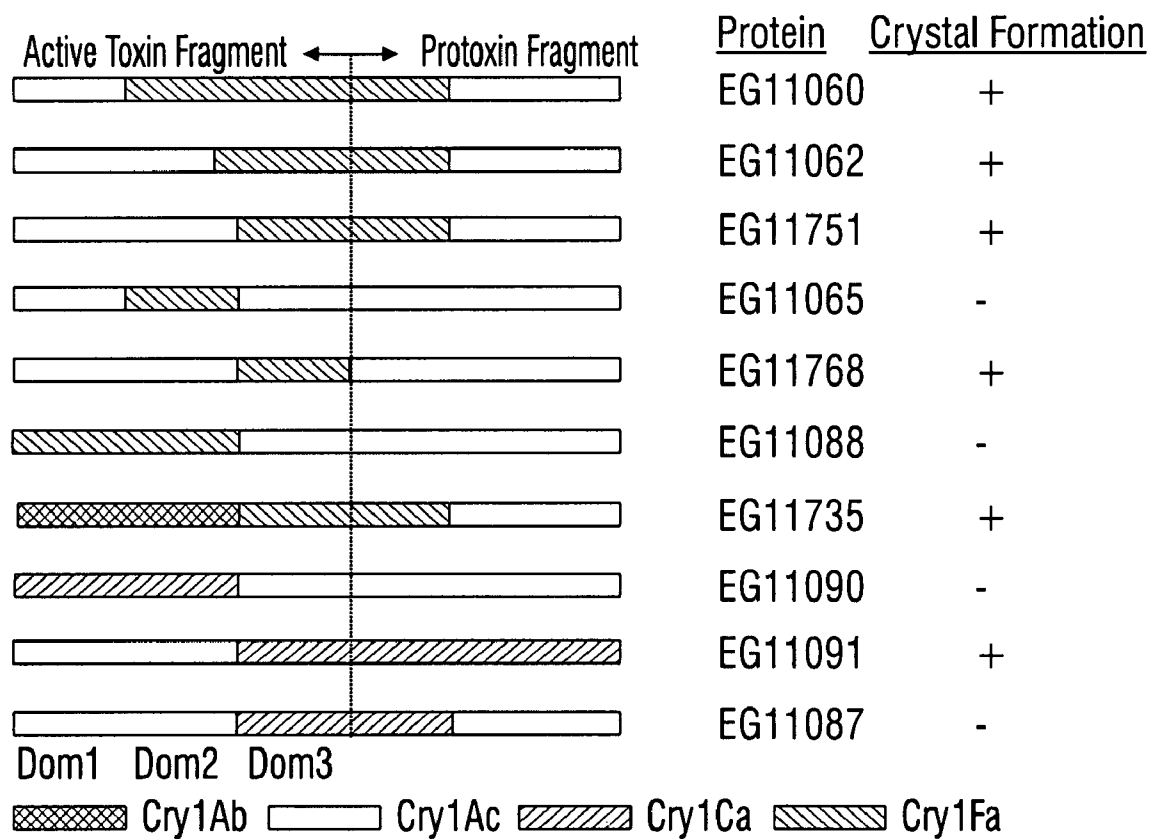 Active Toxin Fragment Protoxin Fragment Protein Crystal Formation
EG11060 +
EG11062 +
EG11751 +
EG11065 -
EG11768 +
EG11088 -
EG11735 +
EG11090 -
EG11091 +
EG11087 -
Dom1 Dom2 Dom3
Cry1Ab Cry1Ac Cry1Ca Cry1Fa